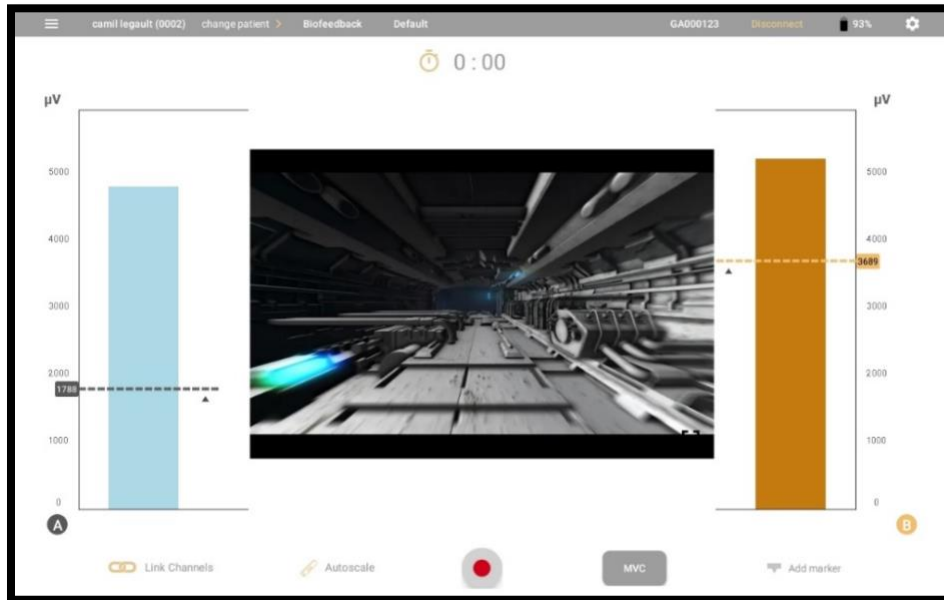 camil legault (0002) change patient > Biofeedback Default GA000123 Disconnect 93%
0 : 00
µV
5000
4000
3000
2000
1788
1000
0
A
µV
5000
4000
3689
3000
2000
1000
0
B
Link Channels
Autoscale
MVC
Add marker